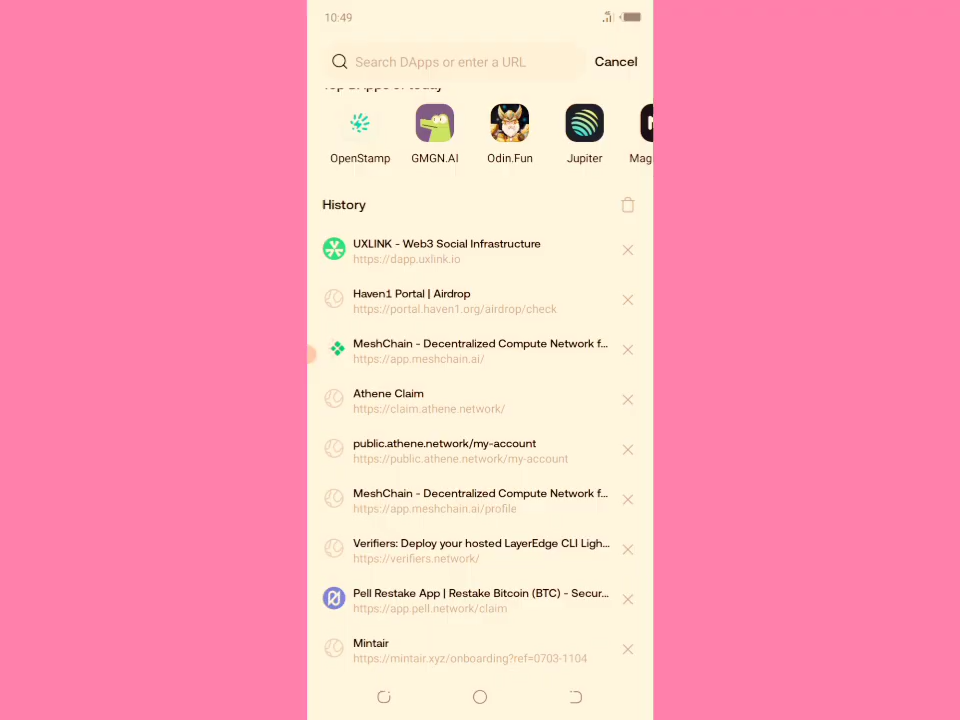 10:49
Search DApps or enter a URL
Cancel
Top DApps of today
OpenStamp
GMGN.AI
Odin.Fun
Jupiter
Mag
History
UXLINK - Web3 Social Infrastructure
https://dapp.uxlink.io
Haven1 Portal | Airdrop
https://portal.haven1.org/airdrop/check
MeshChain - Decentralized Compute Network f...
https://app.meshchain.ai/
Athene Claim
https://claim.athene.network/
public.athene.network/my-account
https://public.athene.network/my-account
MeshChain - Decentralized Compute Network f...
https://app.meshchain.ai/profile
Verifiers: Deploy your hosted LayerEdge CLI Ligh...
https://verifiers.network/
Pell Restake App | Restake Bitcoin (BTC) - Secur...
https://app.pell.network/claim
Mintair
https://mintair.xyz/onboarding?ref=0703-1104